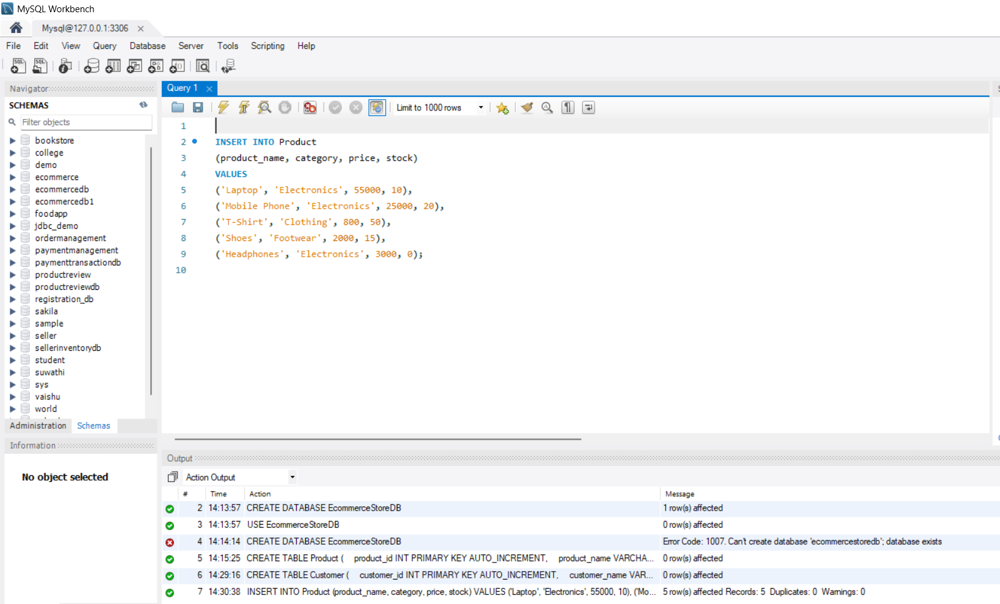 MySQL Workbench
Mysql@127.0.0.1:3306
File Edit View Query Database Server Tools Scripting Help
Navigator
SCHEMAS
Filter objects
bookstore
college
demo
ecommerce
ecommercedb
ecommercedb1
foodapp
jdbc_demo
ordermanagement
paymentmanagement
paymenttransactiondb
productreview
productreviewdb
registration_db
sakila
sample
seller
sellerinventorydb
student
suwathi
sys
vaishu
world
Administration Schemas
Information
No object selected
Query 1
Limit to 1000 rows
1
2 INSERT INTO Product
3 (product_name, category, price, stock)
4 VALUES
5 ('Laptop', 'Electronics', 55000, 10),
6 ('Mobile Phone', 'Electronics', 25000, 20),
7 ('T-Shirt', 'Clothing', 800, 50),
8 ('Shoes', 'Footwear', 2000, 15),
9 ('Headphones', 'Electronics', 3000, 0);
10
Output
Action Output
# Time Action Message
2 14:13:57 CREATE DATABASE EcommerceStoreDB 1 row(s) affected
3 14:13:57 USE EcommerceStoreDB 0 row(s) affected
4 14:14:14 CREATE DATABASE EcommerceStoreDB Error Code: 1007. Can't create database 'ecommercestoredb'; database exists
5 14:15:25 CREATE TABLE Product ( product_id INT PRIMARY KEY AUTO_INCREMENT, product_name VARCHA... 0 row(s) affected
6 14:29:16 CREATE TABLE Customer ( customer_id INT PRIMARY KEY AUTO_INCREMENT, customer_name VAR... 0 row(s) affected
7 14:30:38 INSERT INTO Product (product_name, category, price, stock) VALUES ('Laptop', 'Electronics', 55000, 10), ('Mo... 5 row(s) affected Records: 5 Duplicates: 0 Warnings: 0